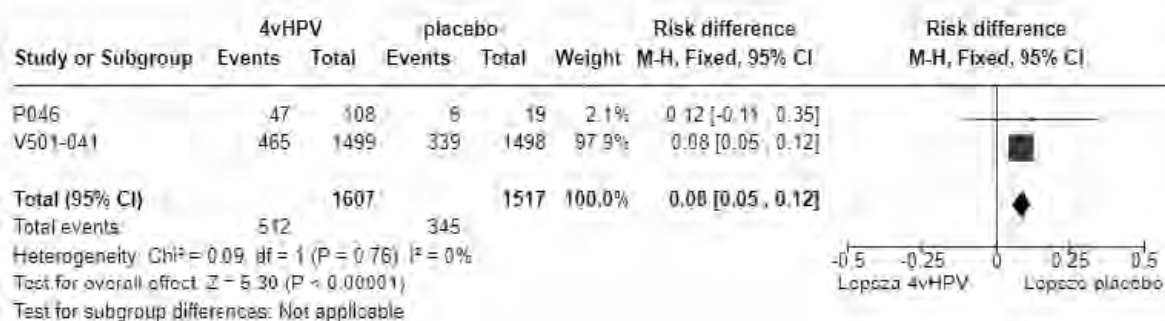 4vHPV placebo Risk difference Risk difference
Study or Subgroup Events Total Events Total Weight M-H, Fixed, 95% CI M-H, Fixed, 95% CI
P046 47 108 6 19 2.1% 0.12 [-0.11 , 0.35]
V501-041 465 1499 339 1498 97.9% 0.08 [0.05 , 0.12]
Total (95% CI) 1607 1517 100.0% 0.08 [0.05 , 0.12]
Total events: 512 345
Heterogeneity: Chi² = 0.09, df = 1 (P = 0.76); I² = 0%
Test for overall effect: Z = 5.30 (P < 0.00001)
Test for subgroup differences: Not applicable
-0.5 -0.25 0 0.25 0.5
Lepsza 4vHPV Lepsze placebo